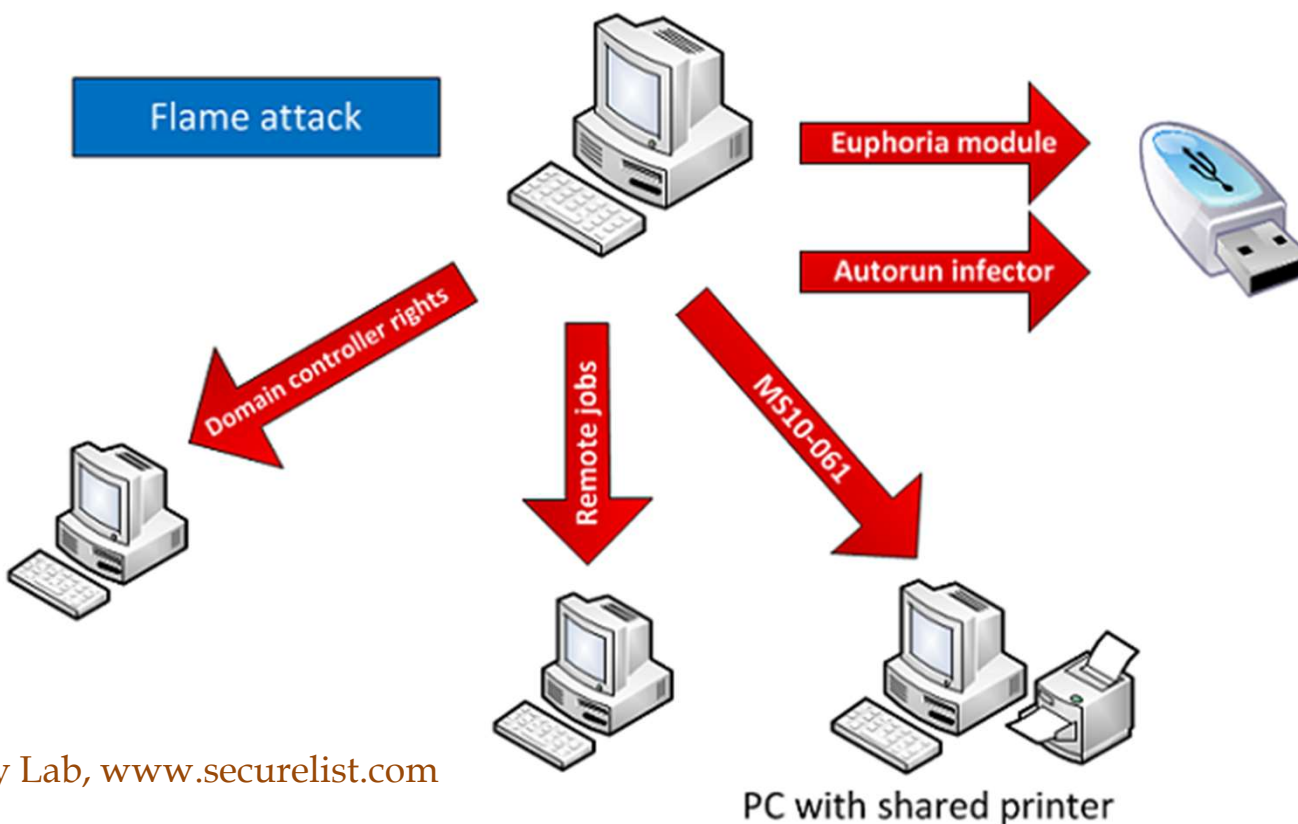 Flame attack
Euphoria module
Autorun infector
Domain controller rights
Remote jobs
MS10-061
y Lab, www.securelist.com
PC with shared printer